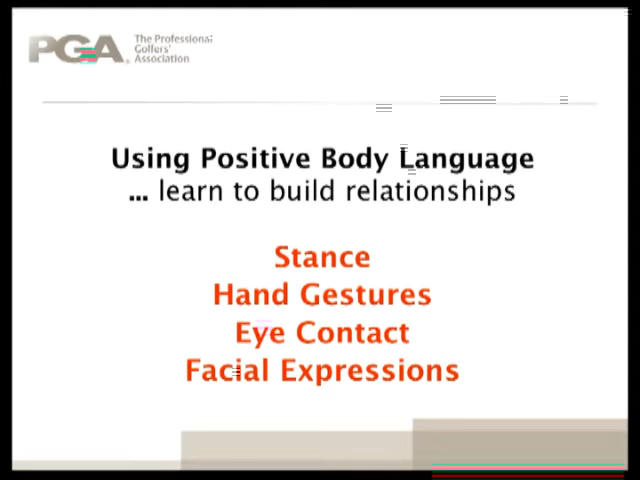 PGA
The Professional
Golfers'
Association
Using Positive Body Language
... learn to build relationships
Stance
Hand Gestures
Eye Contact
Facial Expressions